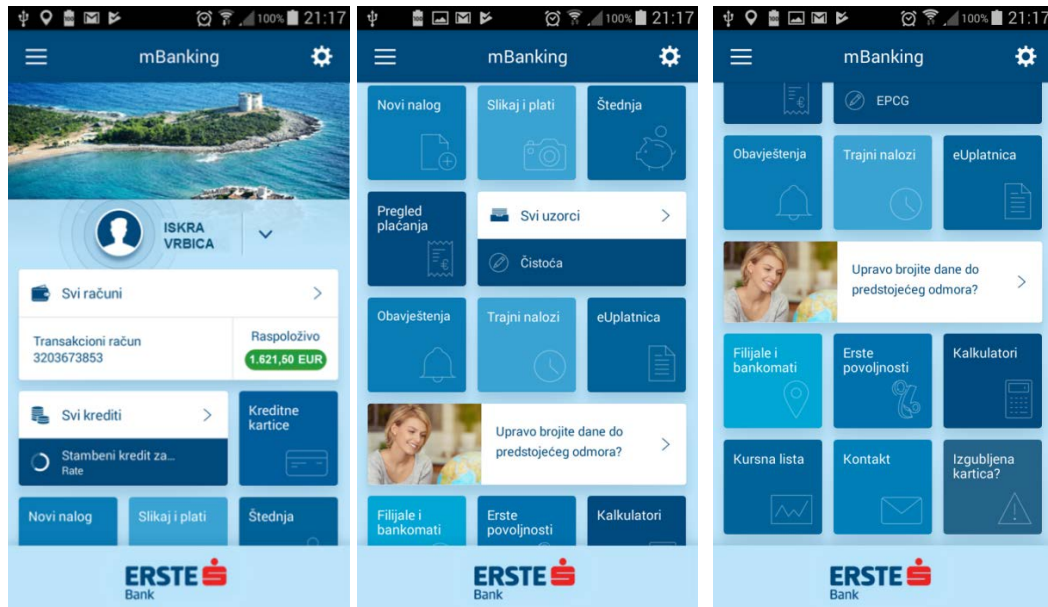 100% 21:17
mBanking
ISKRA
VRBICA
Svi računi
Transakcioni račun
3203673853
Raspoloživo
1.621,50 EUR
Svi krediti
Kreditne
kartice
Stambeni kredit za...
Rate
Novi nalog
Slikaj i plati
Štednja
ERSTE
Bank
100% 21:17
mBanking
Novi nalog
Slikaj i plati
Štednja
Pregled
plaćanja
Svi uzorci
Čistoća
Obavještenja
Trajni nalozi
eUplatnica
Upravo brojite dane do
predstojećeg odmora?
Filijale i
bankomati
Erste
povoljnosti
Kalkulatori
ERSTE
Bank
100% 21:17
mBanking
EPCG
Obavještenja
Trajni nalozi
eUplatnica
Upravo brojite dane do
predstojećeg odmora?
Filijale i
bankomati
Erste
povoljnosti
Kalkulatori
Kursna lista
Kontakt
Izgubljena
kartica?
ERSTE
Bank